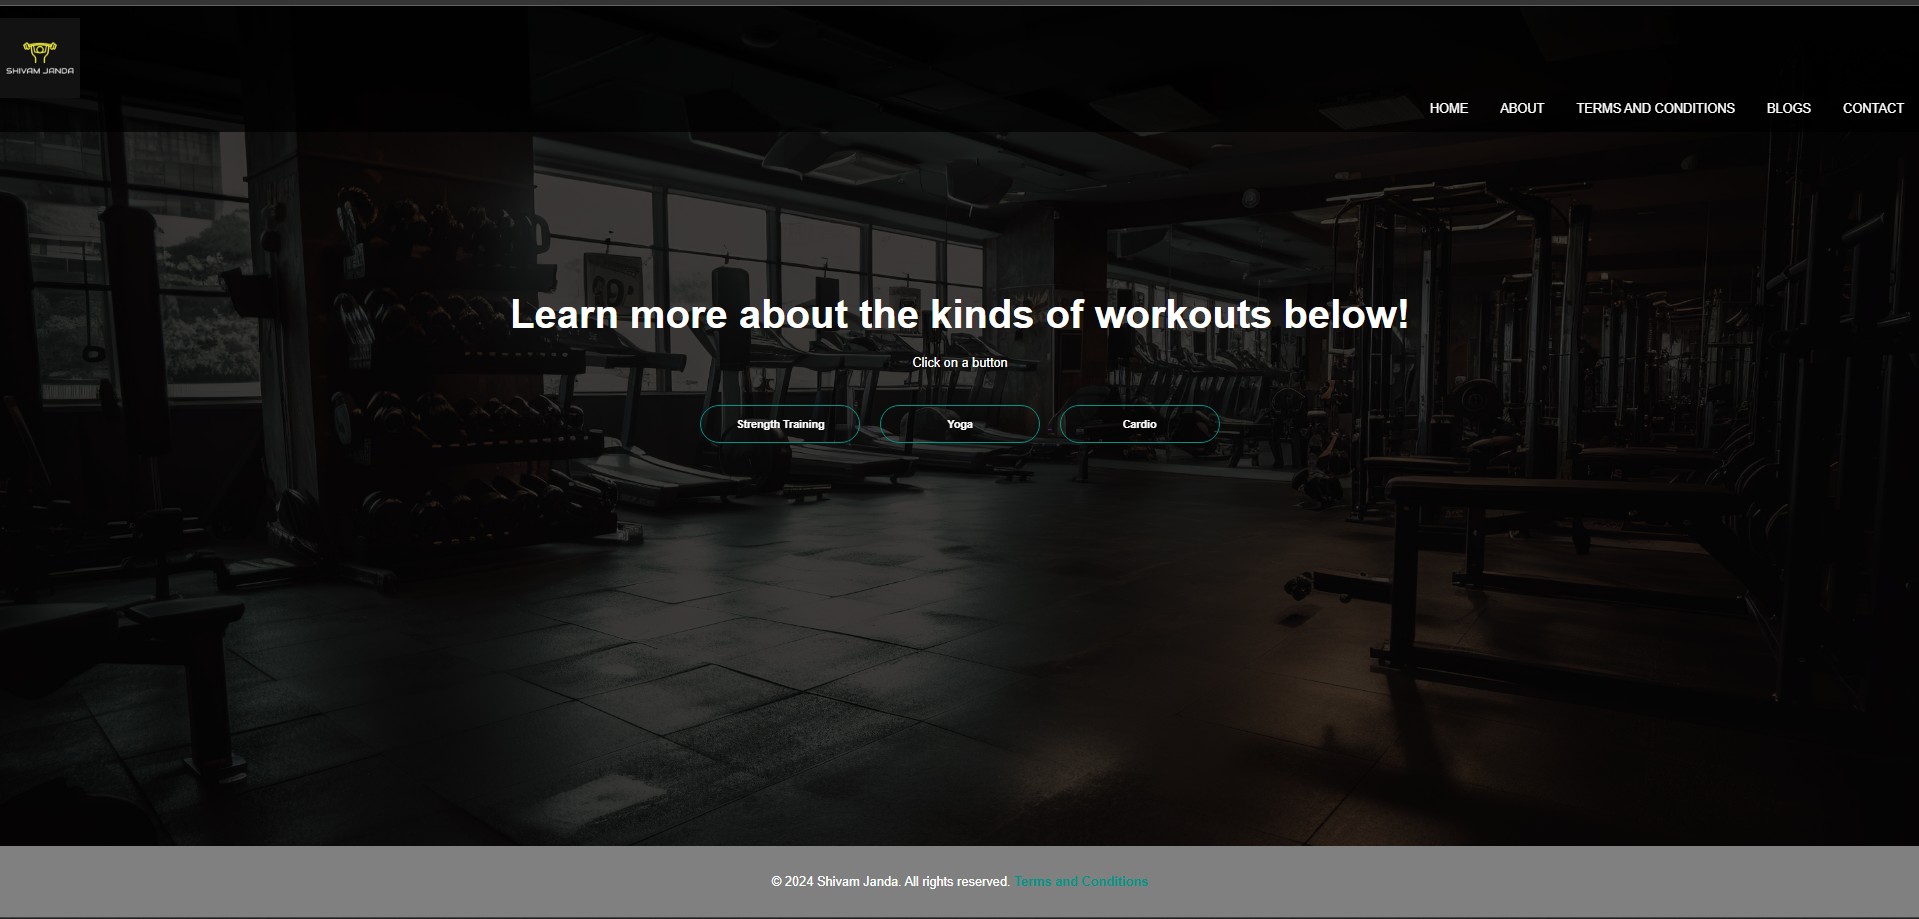 SHIVAM JANDA
HOME ABOUT TERMS AND CONDITIONS BLOGS CONTACT
Learn more about the kinds of workouts below!
Click on a button
Strength Training Yoga Cardio
© 2024 Shivam Janda. All rights reserved. Terms and Conditions